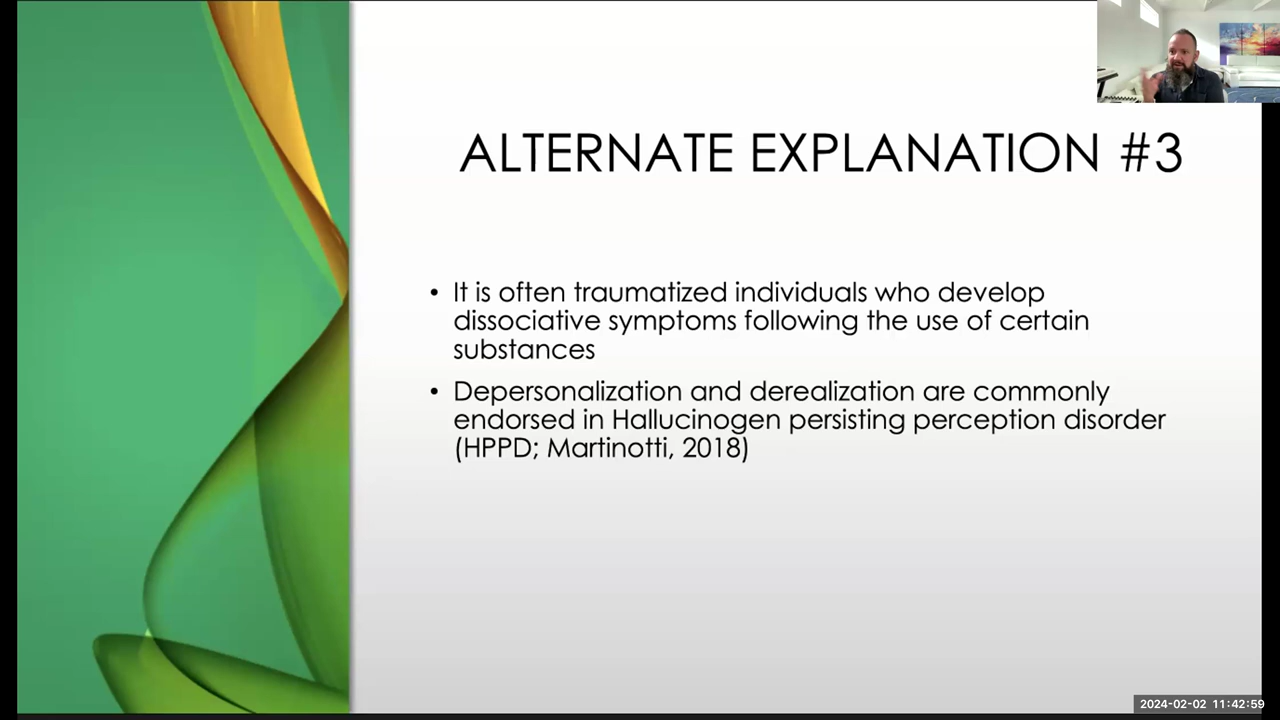 ALTERNATE EXPLANATION #3
• It is often traumatized individuals who develop
dissociative symptoms following the use of certain
substances
• Depersonalization and derealization are commonly
endorsed in Hallucinogen persisting perception disorder
(HPPD; Martinotti, 2018)
2024-02-02 11:42:59